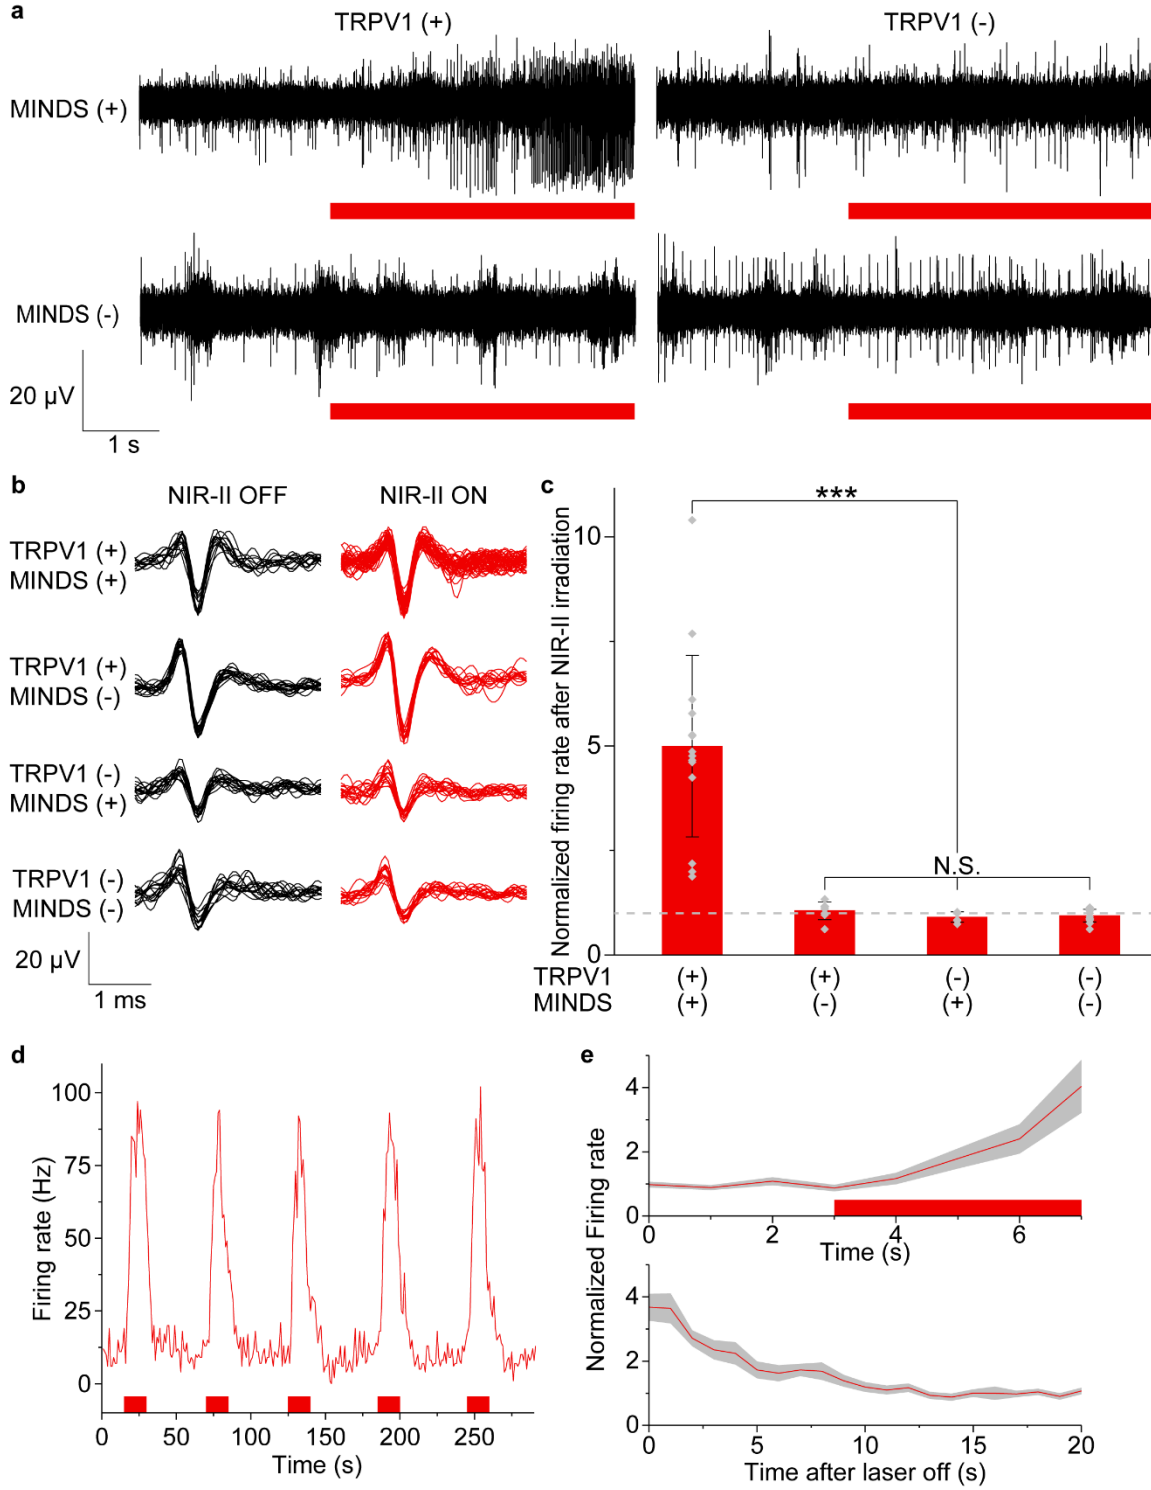 a
TRPV1 (+)
TRPV1 (-)
MINDS (+)
MINDS (-)
20 µV
1 s
b
NIR-II OFF
NIR-II ON
TRPV1 (+)
MINDS (+)
TRPV1 (+)
MINDS (-)
TRPV1 (-)
MINDS (+)
TRPV1 (-)
MINDS (-)
20 µV
1 ms
c
Normalized firing rate after NIR-II irradiation
10
5
0
***
N.S.
TRPV1 (+) (+) (-) (-)
MINDS (+) (-) (+) (-)
d
Firing rate (Hz)
100
75
50
25
0
0 50 100 150 200 250
Time (s)
e
Normalized Firing rate
4
2
0
0 2 4 6
Time (s)
4
2
0
0 5 10 15 20
Time after laser off (s)